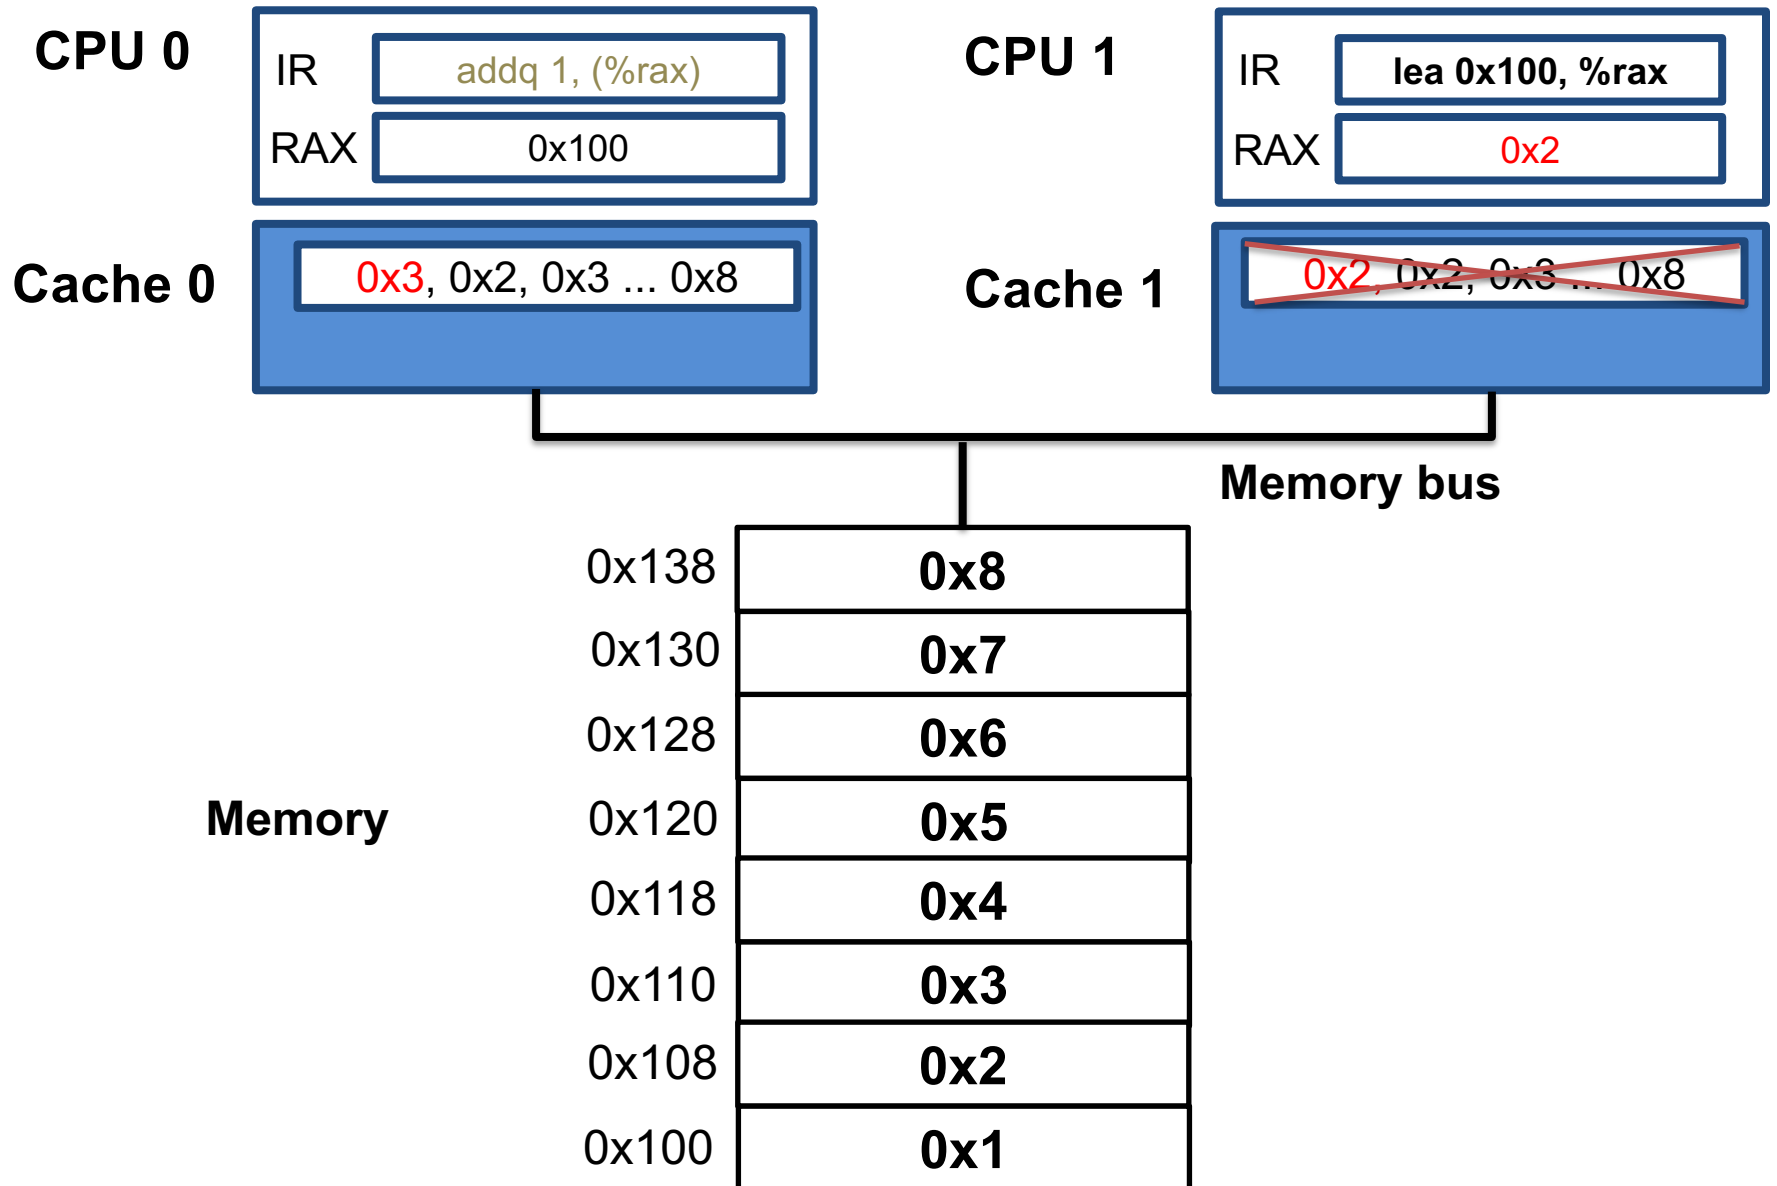 CPU 0
IR addq 1, (%rax)
RAX 0x100
CPU 1
IR lea 0x100, %rax
RAX 0x2
Cache 0
0x3, 0x2, 0x3 ... 0x8
Cache 1
0x2, 0x2, 0x3 ... 0x8
Memory bus
0x138 0x8
0x130 0x7
0x128 0x6
Memory
0x120 0x5
0x118 0x4
0x110 0x3
0x108 0x2
0x100 0x1